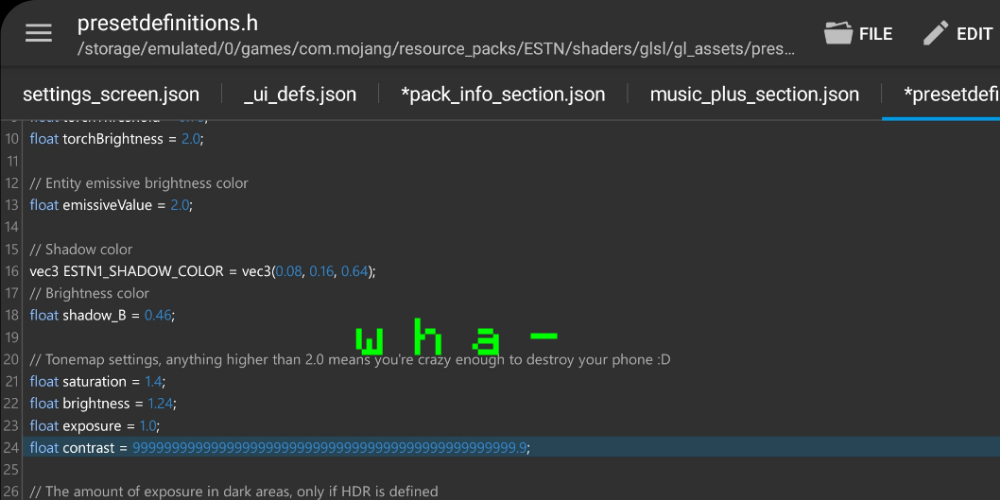 presetdefinitions.h
/storage/emulated/0/games/com.mojang/resource_packs/ESTN/shaders/glsl/gl_assets/pres...
FILE
EDIT
settings_screen.json
_ui_defs.json
*pack_info_section.json
music_plus_section.json
*presetdefi
10 float torchBrightness = 2.0;
11
12 // Entity emissive brightness color
13 float emissiveValue = 2.0;
14
15 // Shadow color
16 vec3 ESTN1_SHADOW_COLOR = vec3(0.08, 0.16, 0.64);
17 // Brightness color
18 float shadow_B = 0.46;
19
w h a -
20 // Tonemap settings, anything higher than 2.0 means you're crazy enough to destroy your phone :D
21 float saturation = 1.4;
22 float brightness = 1.24;
23 float exposure = 1.0;
24 float contrast = 9999999999999999999999999999999999999999999999999.9;
25
26 // The amount of exposure in dark areas, only if HDR is defined